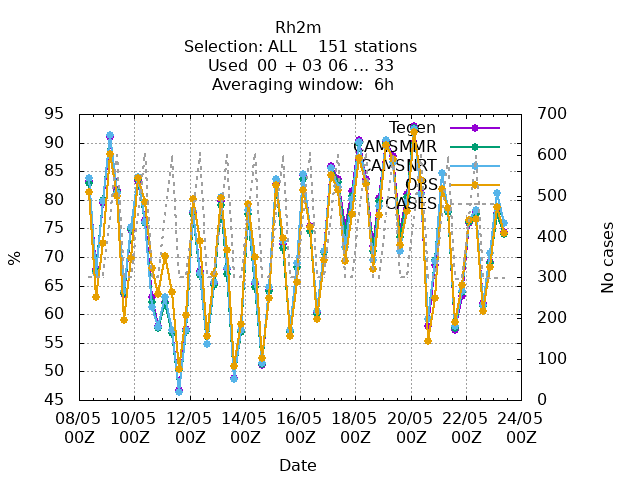 Rh2m
Selection: ALL 151 stations
Used 00 + 03 06 ... 33
Averaging window: 6h
95
90
85
80
75
70
65
60
55
50
45
%
700
600
500
400
300
200
100
0
No cases
Tegen
CAMSMMR
CAMSNRT
OBS
CASES
08/05 10/05 12/05 14/05 16/05 18/05 20/05 22/05 24/05
00Z 00Z 00Z 00Z 00Z 00Z 00Z 00Z 00Z
Date